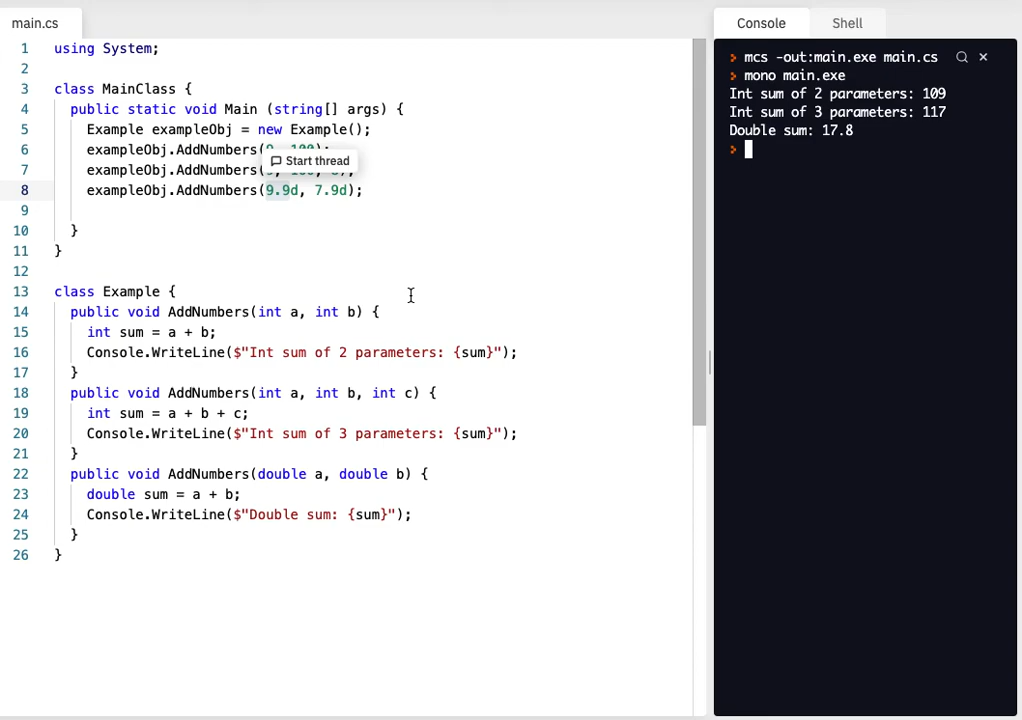 main.cs
1 using System;
2
3 class MainClass {
4 public static void Main (string[] args) {
5 Example exampleObj = new Example();
6 exampleObj.AddNumbers(9, 100);
Start thread
7 exampleObj.AddNumbers(9, 100, 8);
8 exampleObj.AddNumbers(9.9d, 7.9d);
9
10 }
11 }
12
13 class Example {
14 public void AddNumbers(int a, int b) {
15 int sum = a + b;
16 Console.WriteLine($"Int sum of 2 parameters: {sum}");
17 }
18 public void AddNumbers(int a, int b, int c) {
19 int sum = a + b + c;
20 Console.WriteLine($"Int sum of 3 parameters: {sum}");
21 }
22 public void AddNumbers(double a, double b) {
23 double sum = a + b;
24 Console.WriteLine($"Double sum: {sum}");
25 }
26 }
Console Shell
> mcs -out:main.exe main.cs
> mono main.exe
Int sum of 2 parameters: 109
Int sum of 3 parameters: 117
Double sum: 17.8
>